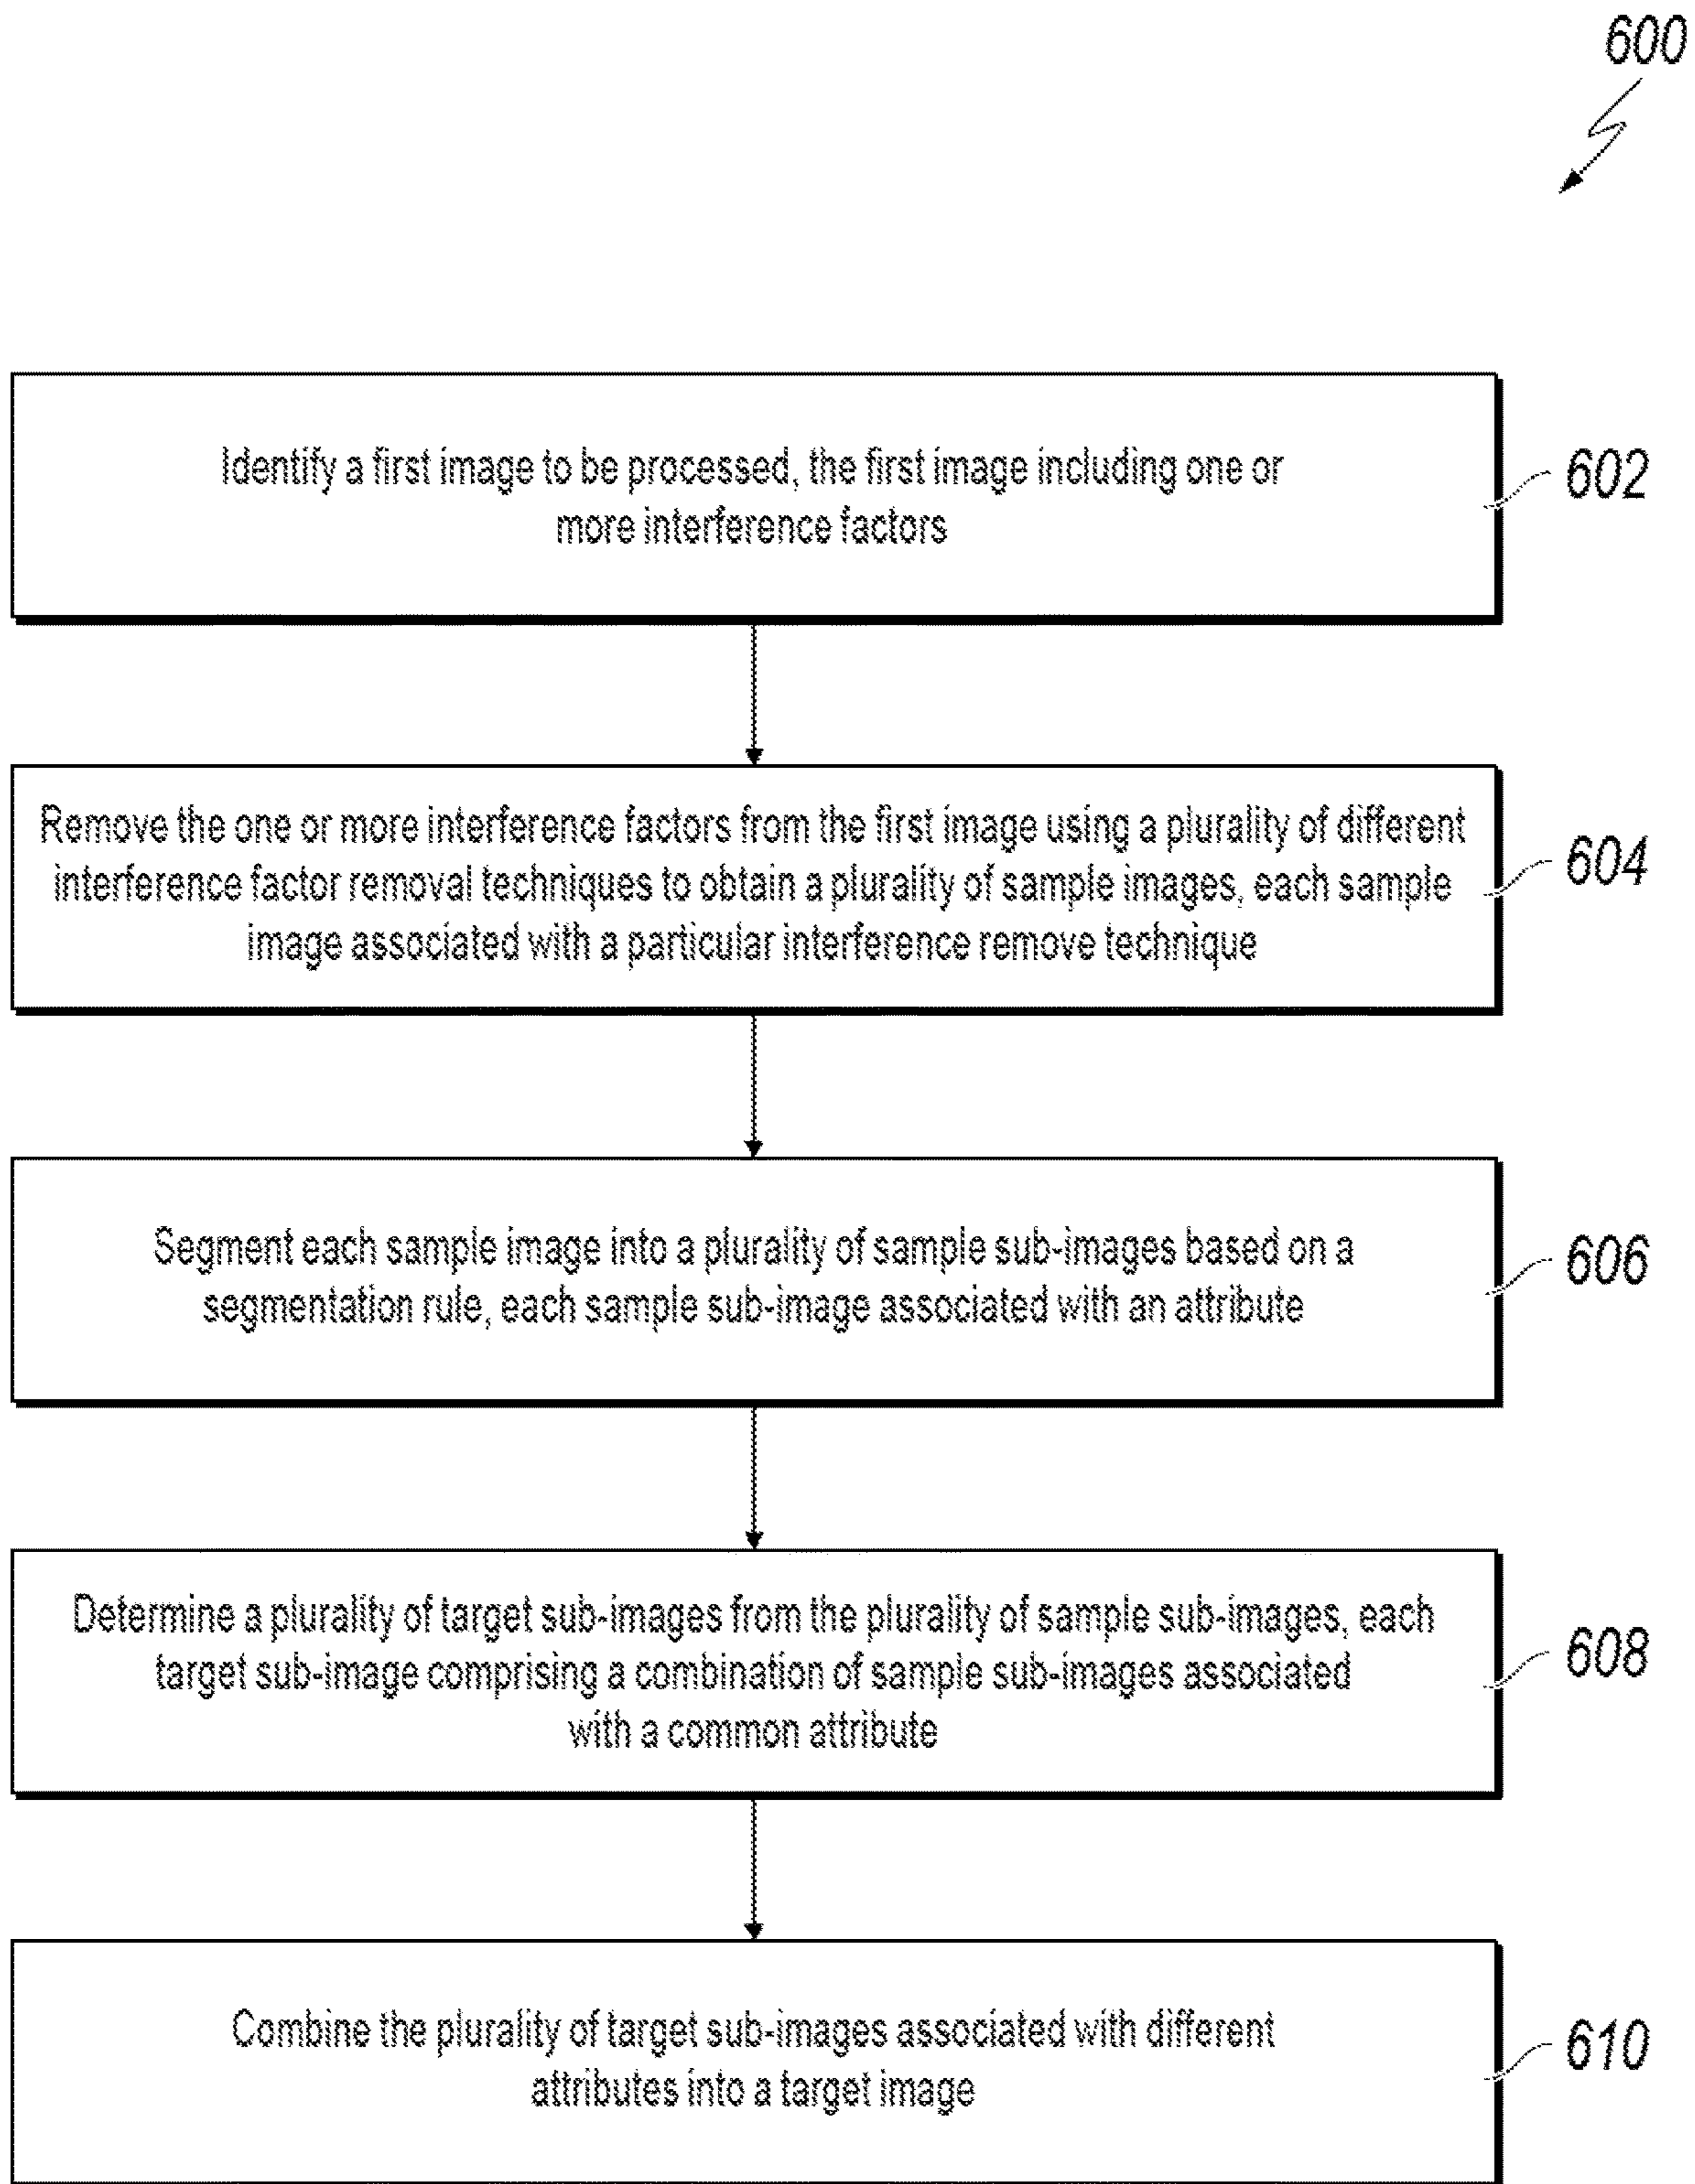 600
Identify a first image to be processed, the first image including one or
more interference factors
602
Remove the one or more interference factors from the first image using a plurality of different
interference factor removal techniques to obtain a plurality of sample images, each sample
image associated with a particular interference remove technique
604
Segment each sample image into a plurality of sample sub-images based on a
segmentation rule, each sample sub-image associated with an attribute
606
Determine a plurality of target sub-images from the plurality of sample sub-images, each
target sub-image comprising a combination of sample sub-images associated
with a common attribute
608
Combine the plurality of target sub-images associated with different
attributes into a target image
610